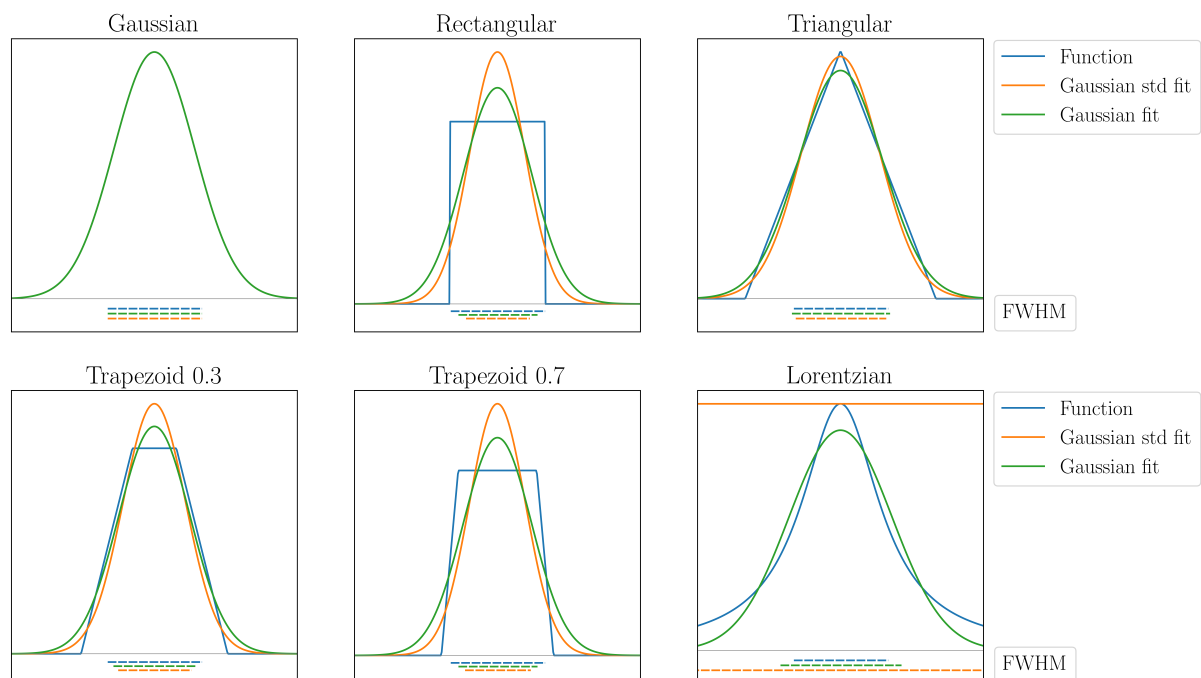 Gaussian
Rectangular
Triangular
Function
Gaussian std fit
Gaussian fit
FWHM
Trapezoid 0.3
Trapezoid 0.7
Lorentzian
Function
Gaussian std fit
Gaussian fit
FWHM